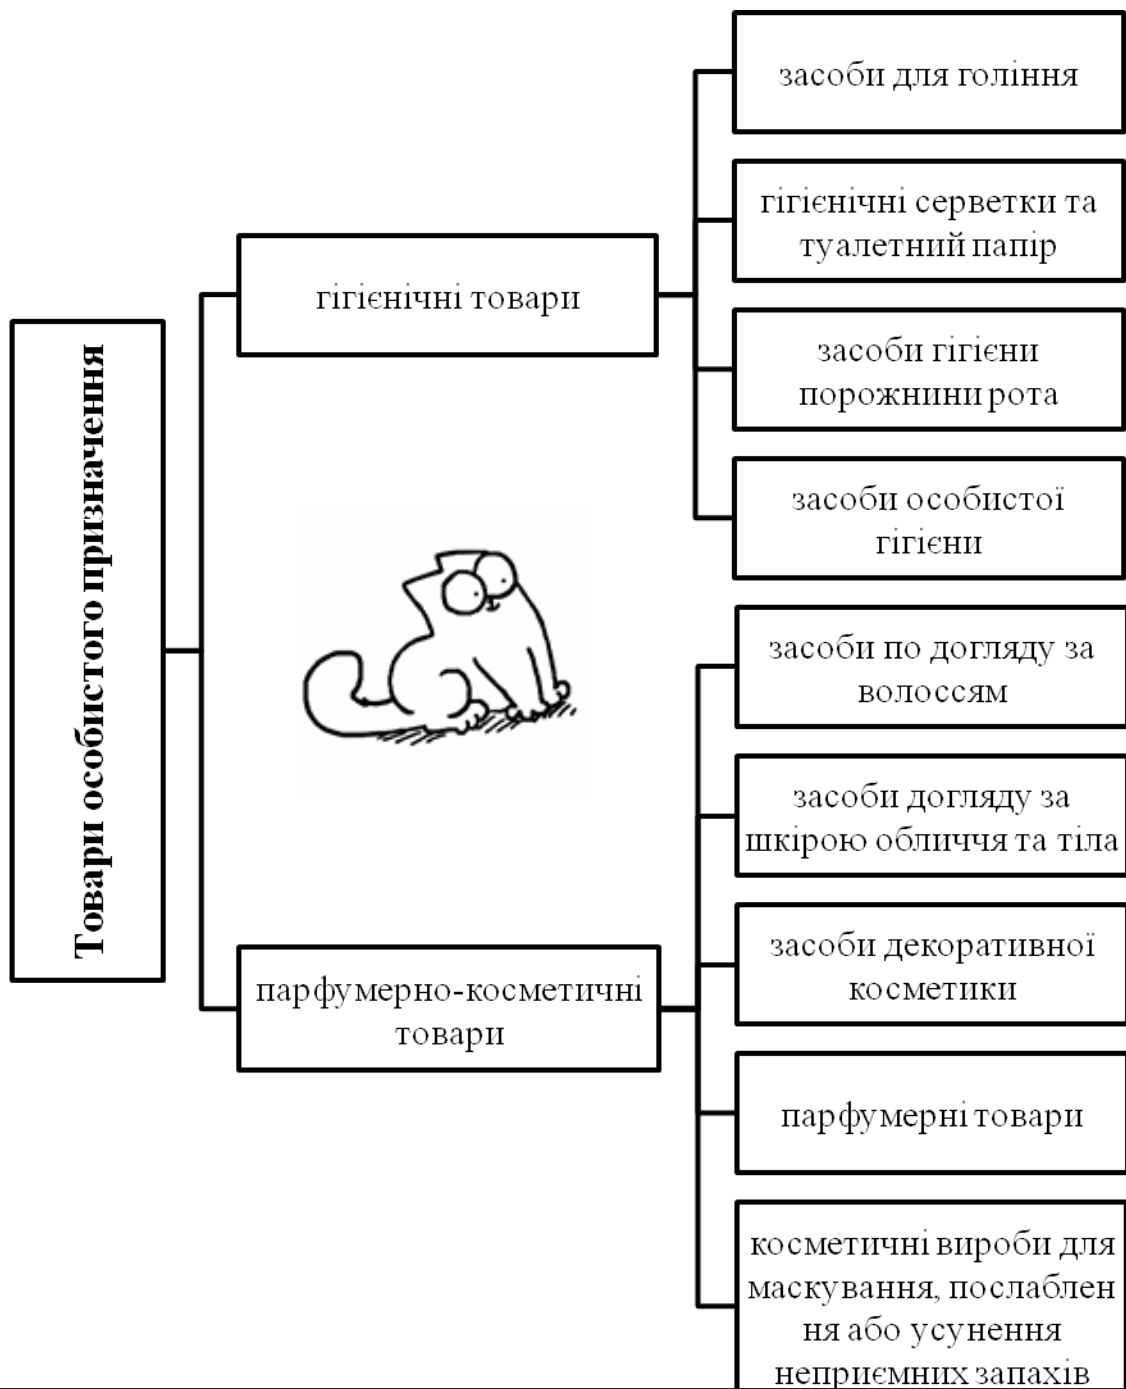 Товари особистого призначення
гігієнічні товари
засоби для гоління
гігієнічні серветки та
туалетний папір
засоби гігієни
порожнини рота
засоби особистої
гігієни
парфумерно-косметичні
товари
засоби по догляду за
волоссям
засоби догляду за
шкірою обличчя та тіла
засоби декоративної
косметики
парфумерні товари
косметичні вироби для
маскування, послаблен
ня або усунення
неприємних запахів